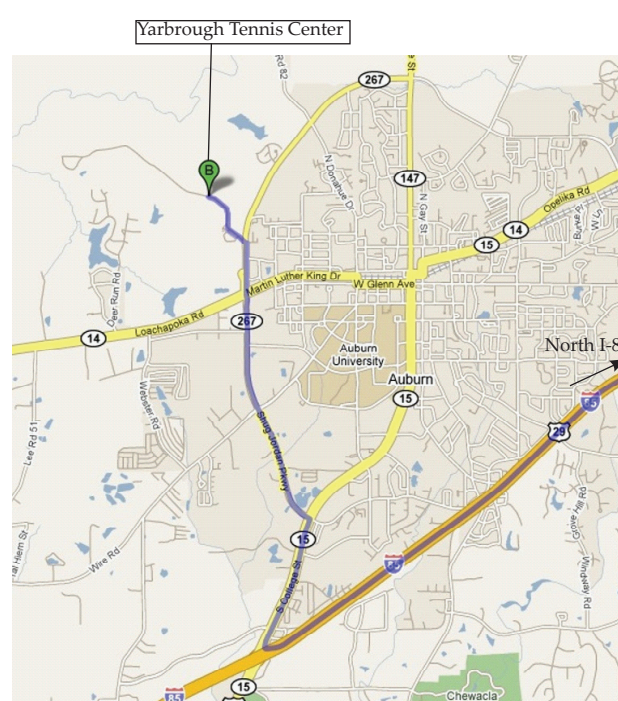 Yarbrough Tennis Center
Rd 82
267
B
N Donahue Dr
147
N Gay St
Opelika Rd
14
15
Martin Luther King Dr
W Glenn Ave
Deer Run Rd
Loachapoka Rd
14
267
Auburn
University
North I-8
Auburn
15
85
29
Webster Rd
Lee Rd 51
Shug Jordan Pkwy
Wire Rd
15
S College St
85
Grove Hill Rd
Wimway Rd
15
85
Chewacla